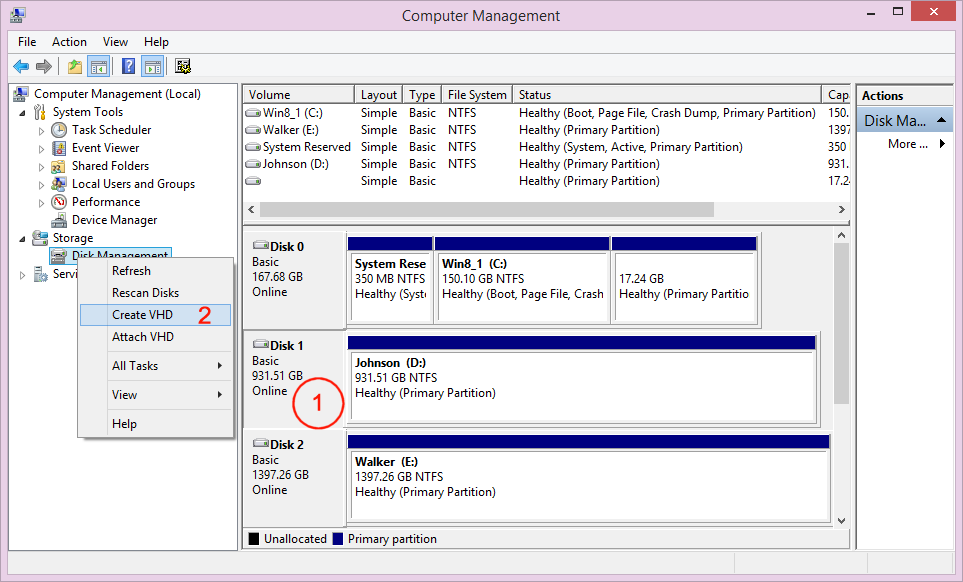 Computer Management
File Action View Help
Computer Management (Local)
System Tools
Task Scheduler
Event Viewer
Shared Folders
Local Users and Groups
Performance
Device Manager
Storage
Disk Management
Servi
Refresh
Rescan Disks
Create VHD 2
Attach VHD
All Tasks
View
Help
Volume Layout Type File System Status Cap
Win8_1 (C:) Simple Basic NTFS Healthy (Boot, Page File, Crash Dump, Primary Partition) 150.
Walker (E:) Simple Basic NTFS Healthy (Primary Partition) 1397
System Reserved Simple Basic NTFS Healthy (System, Active, Primary Partition) 350
Johnson (D:) Simple Basic NTFS Healthy (Primary Partition) 931.
Simple Basic Healthy (Primary Partition) 17.24
Disk 0
Basic
167.68 GB
Online
System Rese
350 MB NTFS
Healthy (Syst
Win8_1 (C:)
150.10 GB NTFS
Healthy (Boot, Page File, Crash
17.24 GB
Healthy (Primary Partitio
Disk 1
Basic
931.51 GB
Online
1
Johnson (D:)
931.51 GB NTFS
Healthy (Primary Partition)
Disk 2
Basic
1397.26 GB
Online
Walker (E:)
1397.26 GB NTFS
Healthy (Primary Partition)
Unallocated Primary partition
Actions
Disk Ma...
More ...